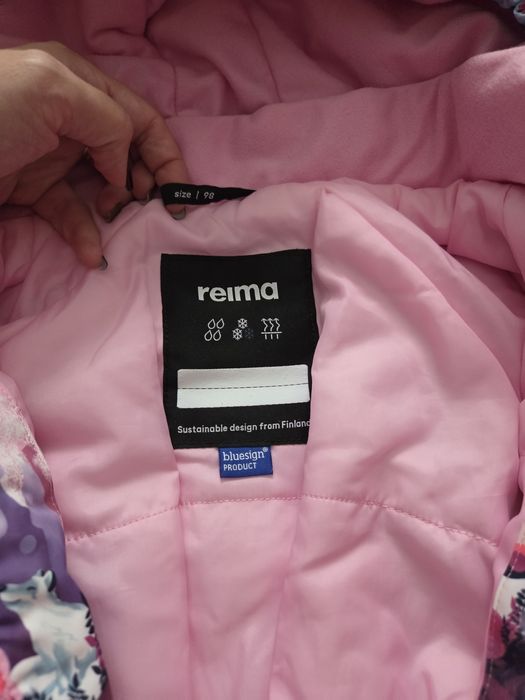 size / 98
reima
Sustainable design from Finland
bluesign®
PRODUCT